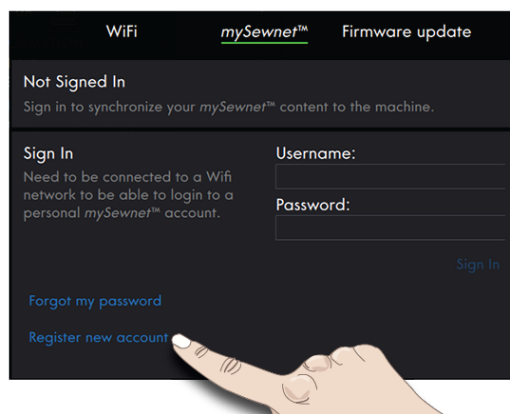 WiFi mySewnet™ Firmware update
Not Signed In
Sign in to synchronize your mySewnet™ content to the machine.
Sign In
Need to be connected to a Wifi
network to be able to login to a
personal mySewnet™ account.
Username:
Password:
Sign In
Forgot my password
Register new account